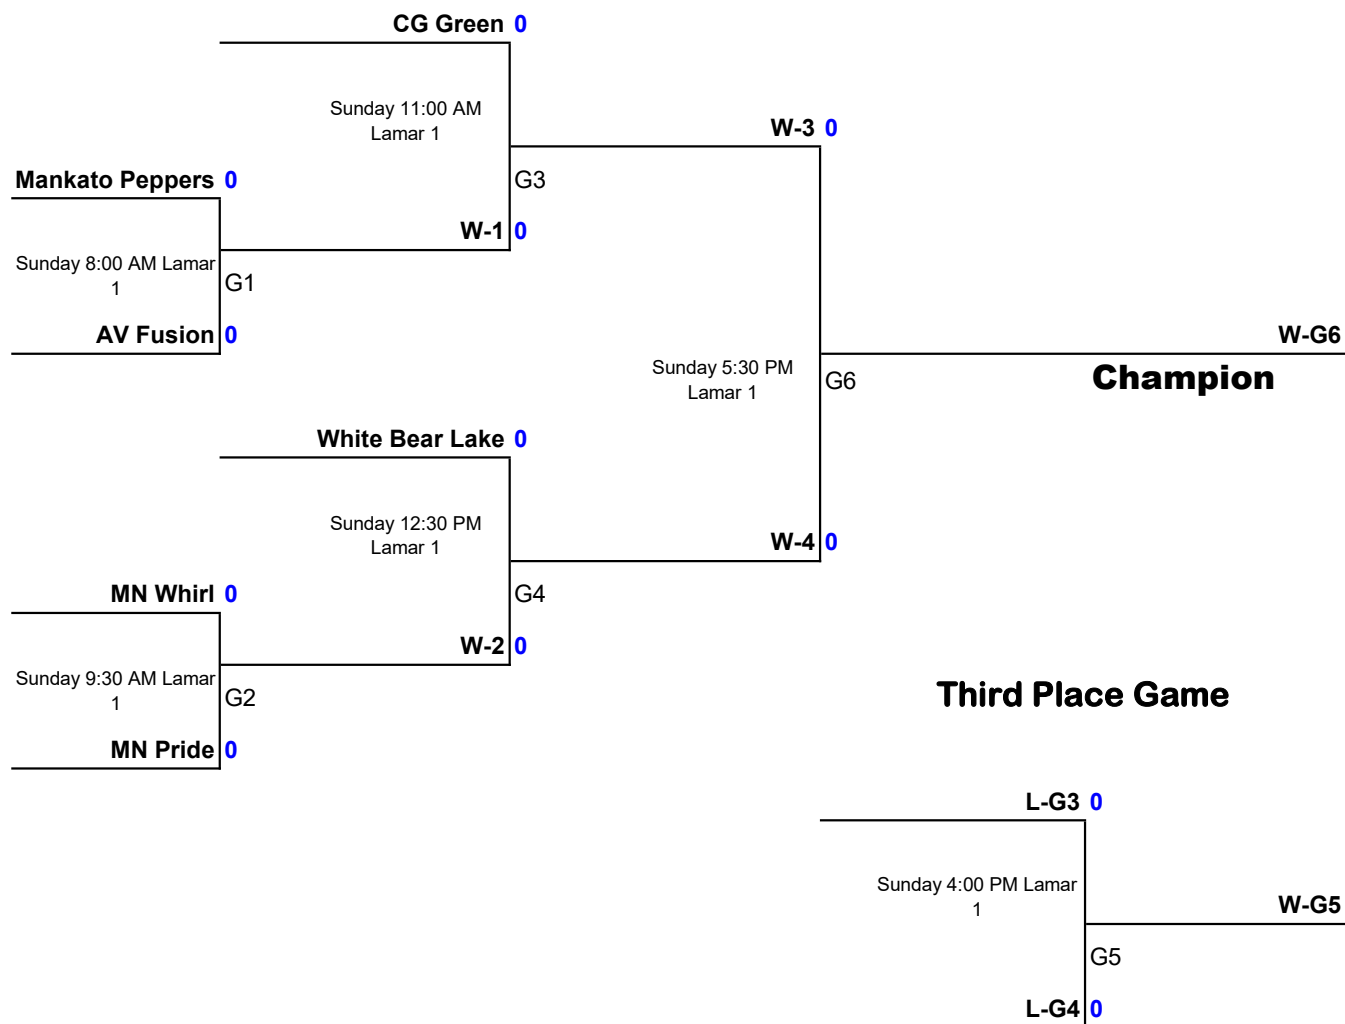 CG Green 0
Sunday 11:00 AM
Lamar 1
W-3 0
Mankato Peppers 0
G3
W-1 0
Sunday 8:00 AM Lamar
1
G1
AV Fusion 0
W-G6
Sunday 5:30 PM
Lamar 1
G6
Champion
White Bear Lake 0
Sunday 12:30 PM
Lamar 1
W-4 0
MN Whirl 0
G4
W-2 0
Sunday 9:30 AM Lamar
1
G2
Third Place Game
MN Pride 0
L-G3 0
Sunday 4:00 PM Lamar
1
W-G5
G5
L-G4 0